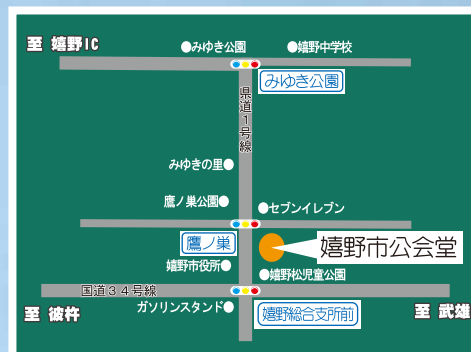 至 嬉野IC
みゆき公園
嬉野中学校
みゆき公園
県道1号線
みゆきの里
鷹ノ巣公園
セブンイレブン
鷹ノ巣
嬉野市公会堂
嬉野市役所
嬉野松児童公園
国道34号線
至 彼杵
ガソリンスタンド
嬉野総合支所前
至 武雄